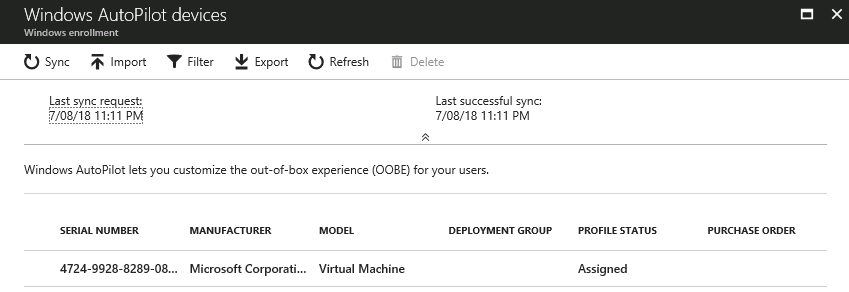 Windows AutoPilot devices
Windows enrollment
Sync Import Filter Export Refresh Delete
Last sync request: Last successful sync:
7/08/18 11:11 PM 7/08/18 11:11 PM
Windows AutoPilot lets you customize the out-of-box experience (OOBE) for your users.
SERIAL NUMBER MANUFACTURER MODEL DEPLOYMENT GROUP PROFILE STATUS PURCHASE ORDER
4724-9928-8289-08... Microsoft Corporati... Virtual Machine Assigned